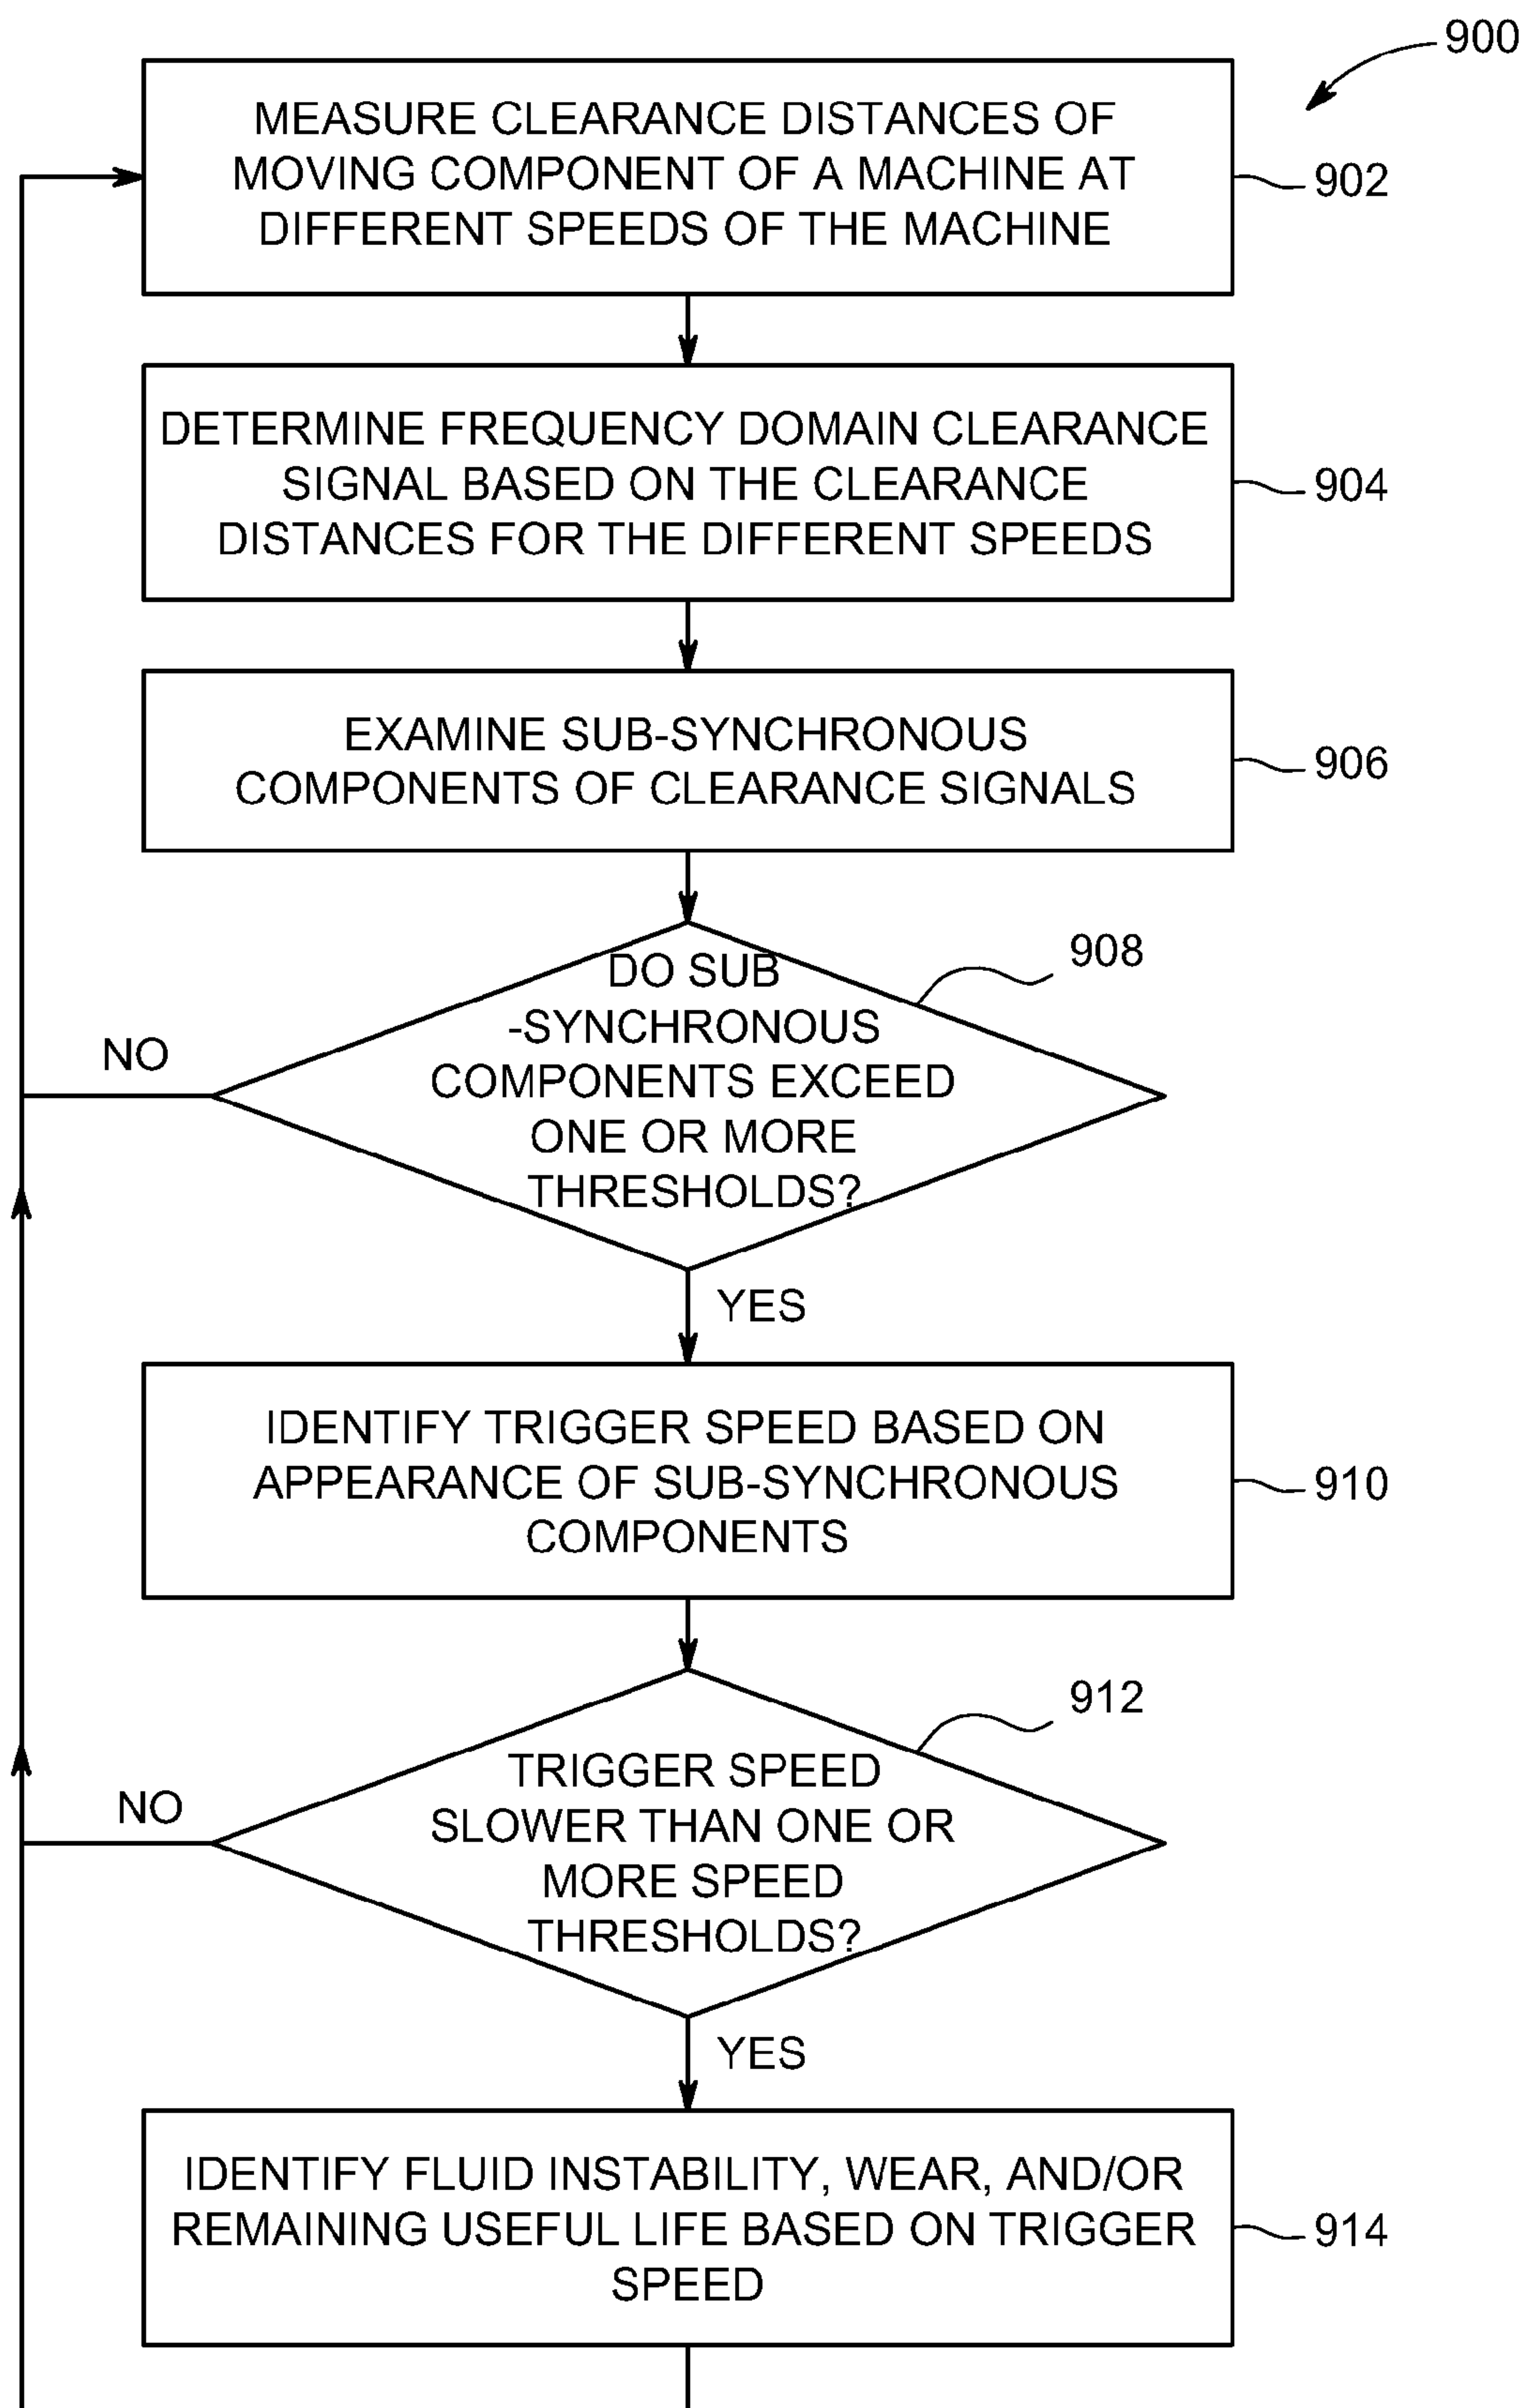 900
MEASURE CLEARANCE DISTANCES OF
MOVING COMPONENT OF A MACHINE AT
DIFFERENT SPEEDS OF THE MACHINE
902
DETERMINE FREQUENCY DOMAIN CLEARANCE
SIGNAL BASED ON THE CLEARANCE
DISTANCES FOR THE DIFFERENT SPEEDS
904
EXAMINE SUB-SYNCHRONOUS
COMPONENTS OF CLEARANCE SIGNALS
906
DO SUB
-SYNCHRONOUS
COMPONENTS EXCEED
ONE OR MORE
THRESHOLDS?
908
NO
YES
IDENTIFY TRIGGER SPEED BASED ON
APPEARANCE OF SUB-SYNCHRONOUS
COMPONENTS
910
TRIGGER SPEED
SLOWER THAN ONE OR
MORE SPEED
THRESHOLDS?
912
NO
YES
IDENTIFY FLUID INSTABILITY, WEAR, AND/OR
REMAINING USEFUL LIFE BASED ON TRIGGER
SPEED
914